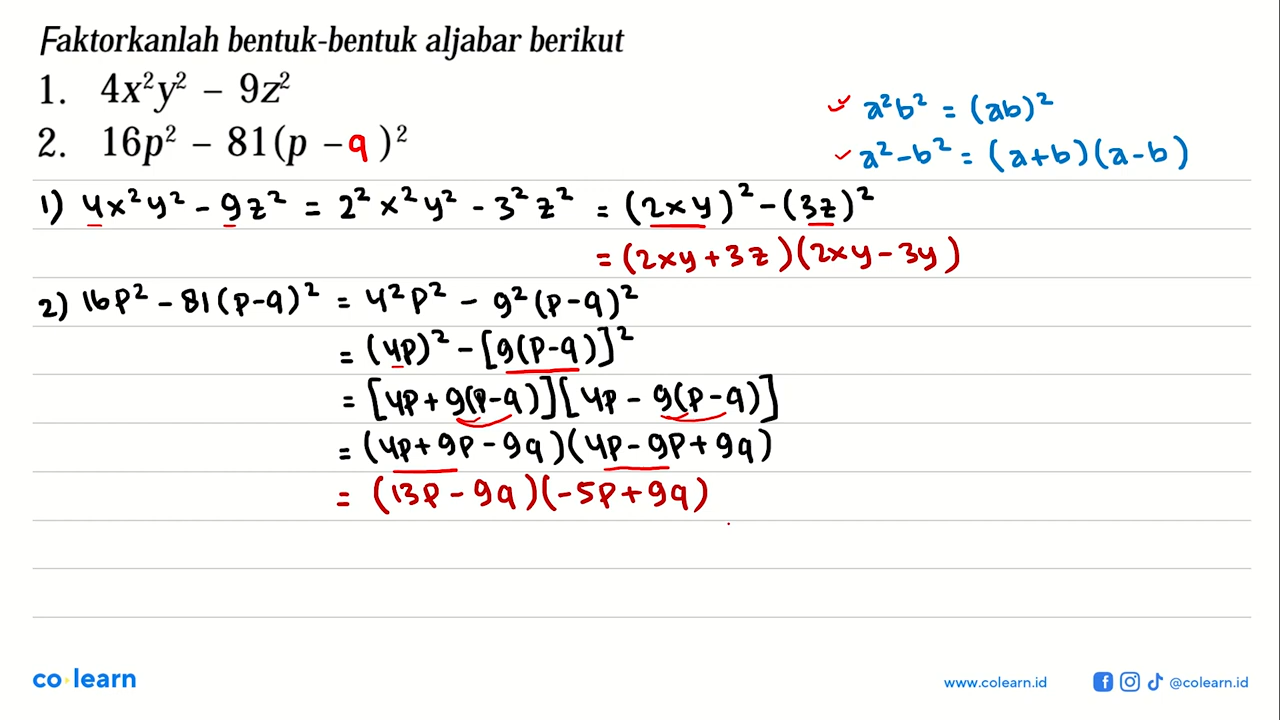 Faktorkanlah bentuk-bentuk aljabar berikut
1. 4x²y² – 9z²
2. 16p² – 81(p – q)²
✓ a²b² = (ab)²
✓ a² - b² = (a+b)(a-b)
1) 4x²y² - 9z² = 2²x²y² - 3²z² = (2xy)² - (3z)²
= (2xy + 3z)(2xy - 3y)
2) 16p² - 81(p-q)² = 4²p² - 9²(p-q)²
= (4p)² - [9(p-q)]²
= [4p + 9(p-q)][4p - 9(p-q)]
= (4p + 9p - 9q)(4p - 9p + 9q)
= (13p - 9q)(-5p + 9q)
co learn
www.colearn.id
@colearn.id